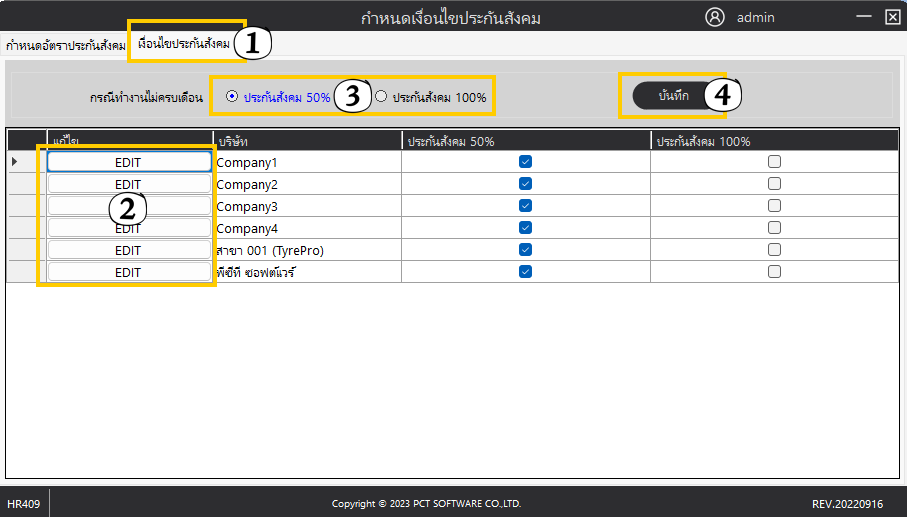 กำหนดเงื่อนไขประกันสังคม admin
กำหนดอัตราประกันสังคม เงื่อนไขประกันสังคม 1
กรณีทำงานไม่ครบเดือน ประกันสังคม 50% 3 ประกันสังคม 100% บันทึก 4
แก้ไข บริษัท ประกันสังคม 50% ประกันสังคม 100%
EDIT Company1
EDIT Company2
2 Company3
EDIT Company4
EDIT สาขา 001 (TyrePro)
EDIT พีซีที ซอฟต์แวร์
HR409 Copyright © 2023 PCT SOFTWARE CO.,LTD. REV.20220916